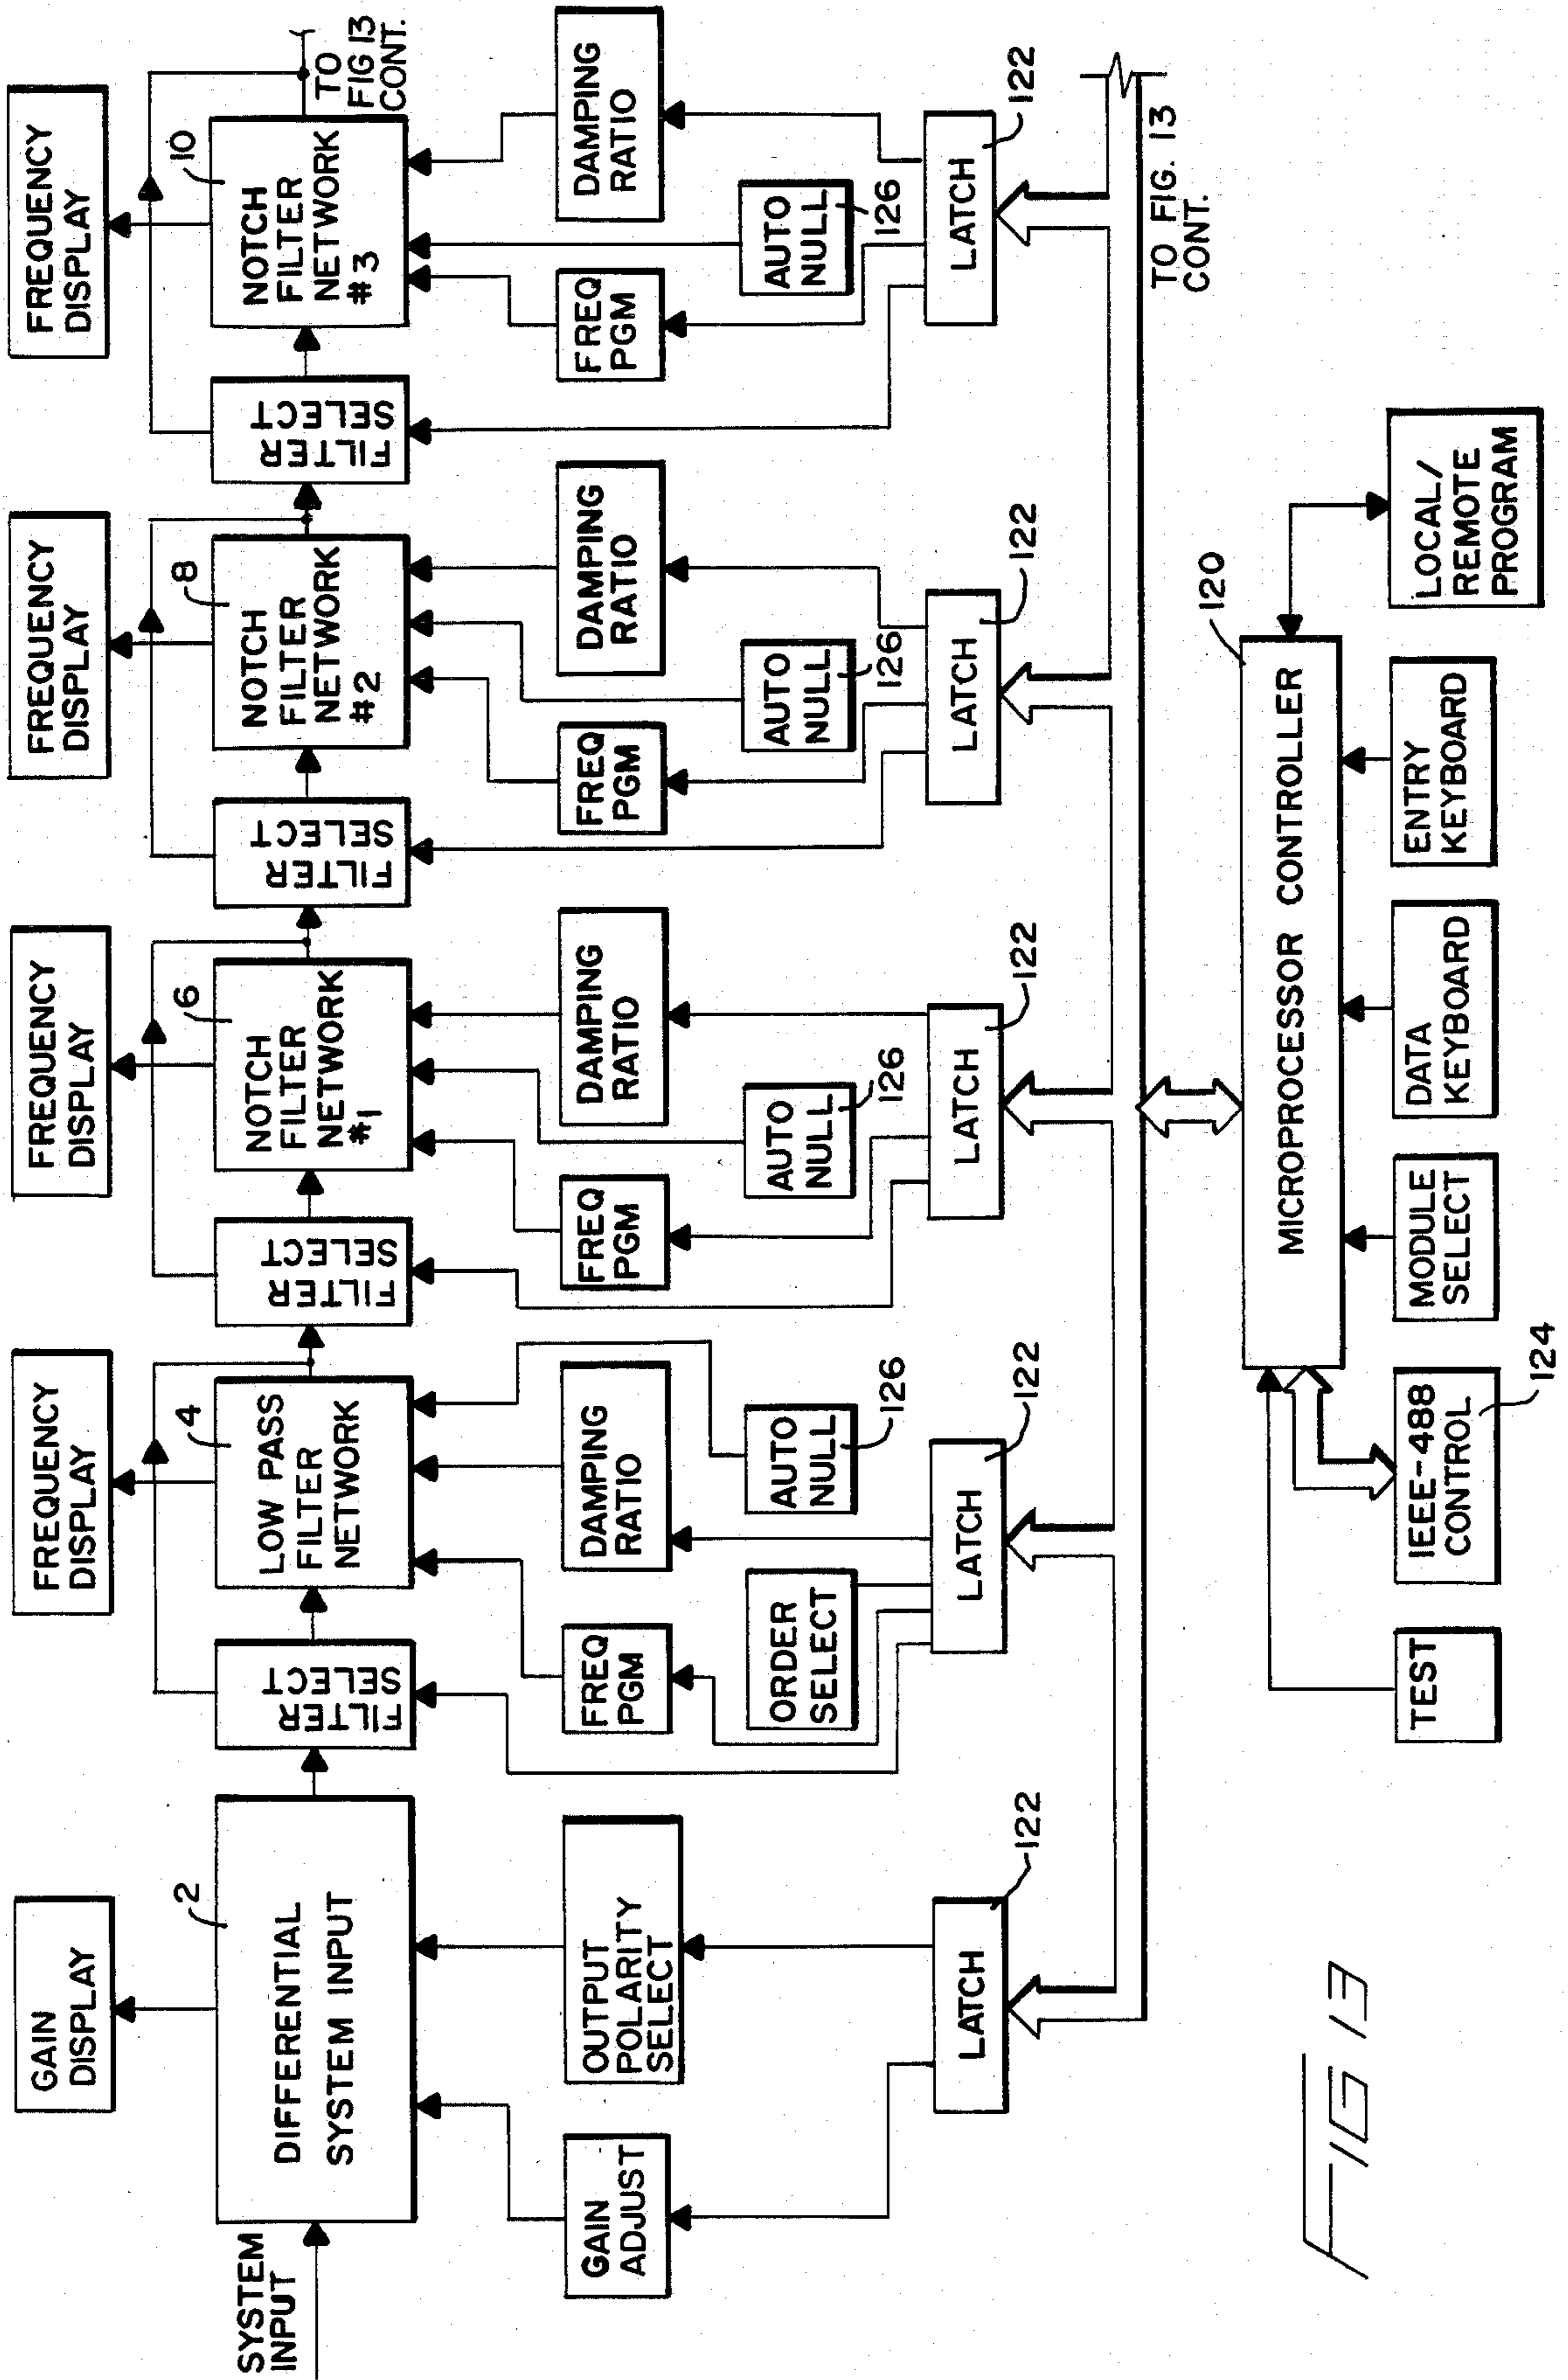 GAIN
DISPLAY
FREQUENCY
DISPLAY
FREQUENCY
DISPLAY
FREQUENCY
DISPLAY
FREQUENCY
DISPLAY
SYSTEM
INPUT
2
DIFFERENTIAL
SYSTEM INPUT
FILTER
SELECT
4
LOW PASS
FILTER
NETWORK
FILTER
SELECT
6
NOTCH
FILTER
NETWORK
#1
FILTER
SELECT
8
NOTCH
FILTER
NETWORK
#2
FILTER
SELECT
10
NOTCH
FILTER
NETWORK
#3
TO
FIG 13
CONT.
GAIN
ADJUST
OUTPUT
POLARITY
SELECT
FREQ
PGM
DAMPING
RATIO
FREQ
PGM
DAMPING
RATIO
FREQ
PGM
DAMPING
RATIO
FREQ
PGM
DAMPING
RATIO
ORDER
SELECT
AUTO
NULL
126
AUTO
NULL
126
AUTO
NULL
126
AUTO
NULL
126
LATCH
122
LATCH
122
LATCH
122
LATCH
122
LATCH
122
TO FIG. 13
CONT.
120
MICROPROCESSOR CONTROLLER
TEST
IEEE-488
CONTROL
124
MODULE
SELECT
DATA
KEYBOARD
ENTRY
KEYBOARD
LOCAL/
REMOTE
PROGRAM
FIG 13